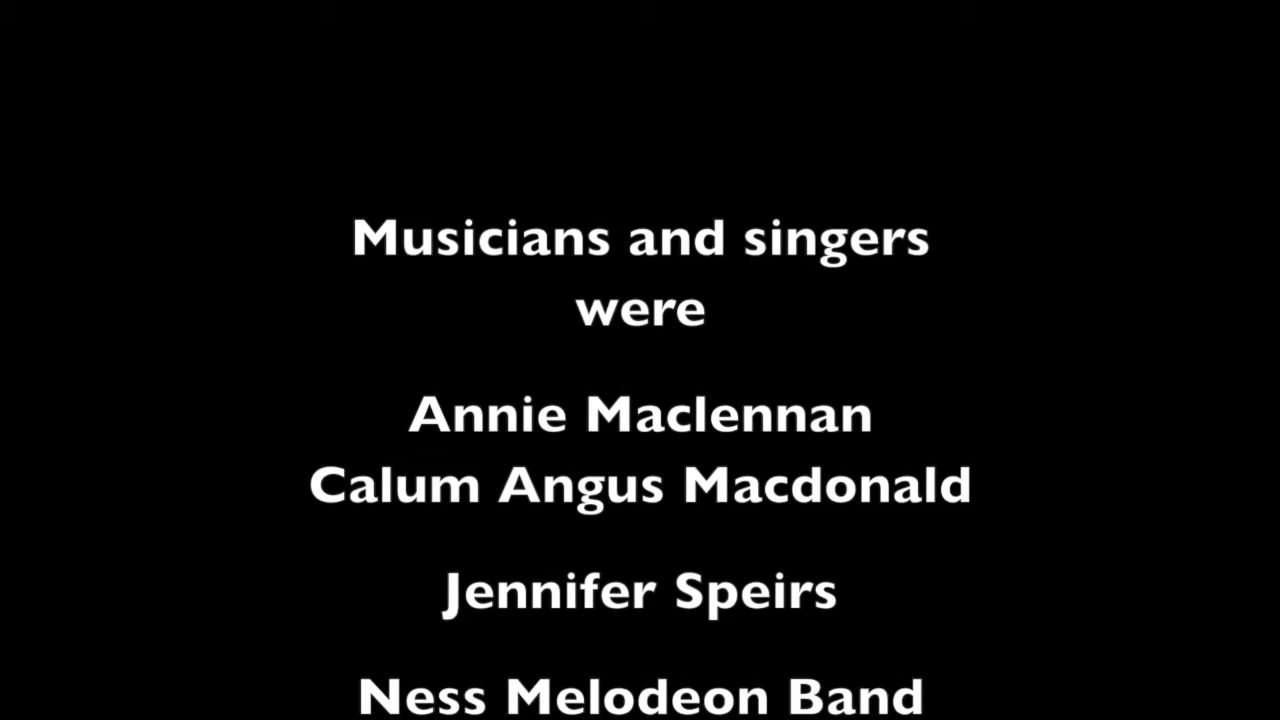 Musicians and singers
were
Annie Maclennan
Calum Angus Macdonald
Jennifer Speirs
Ness Melodeon Band